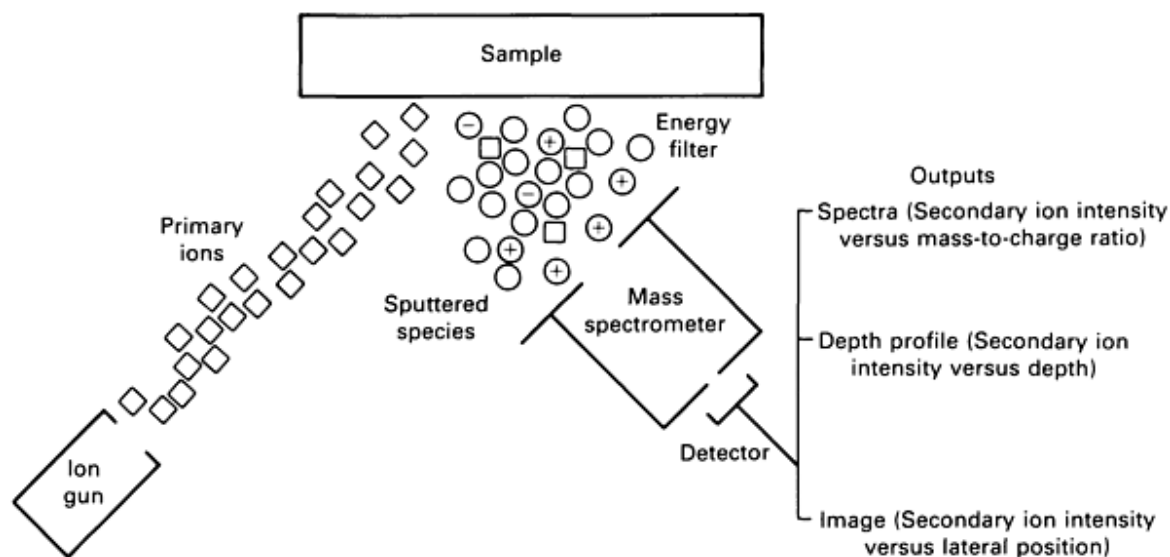 Sample
Energy
filter
Primary
ions
Sputtered
species
Mass
spectrometer
Ion
gun
Detector
Outputs
Spectra (Secondary ion intensity
versus mass-to-charge ratio)
Depth profile (Secondary ion
intensity versus depth)
Image (Secondary ion intensity
versus lateral position)